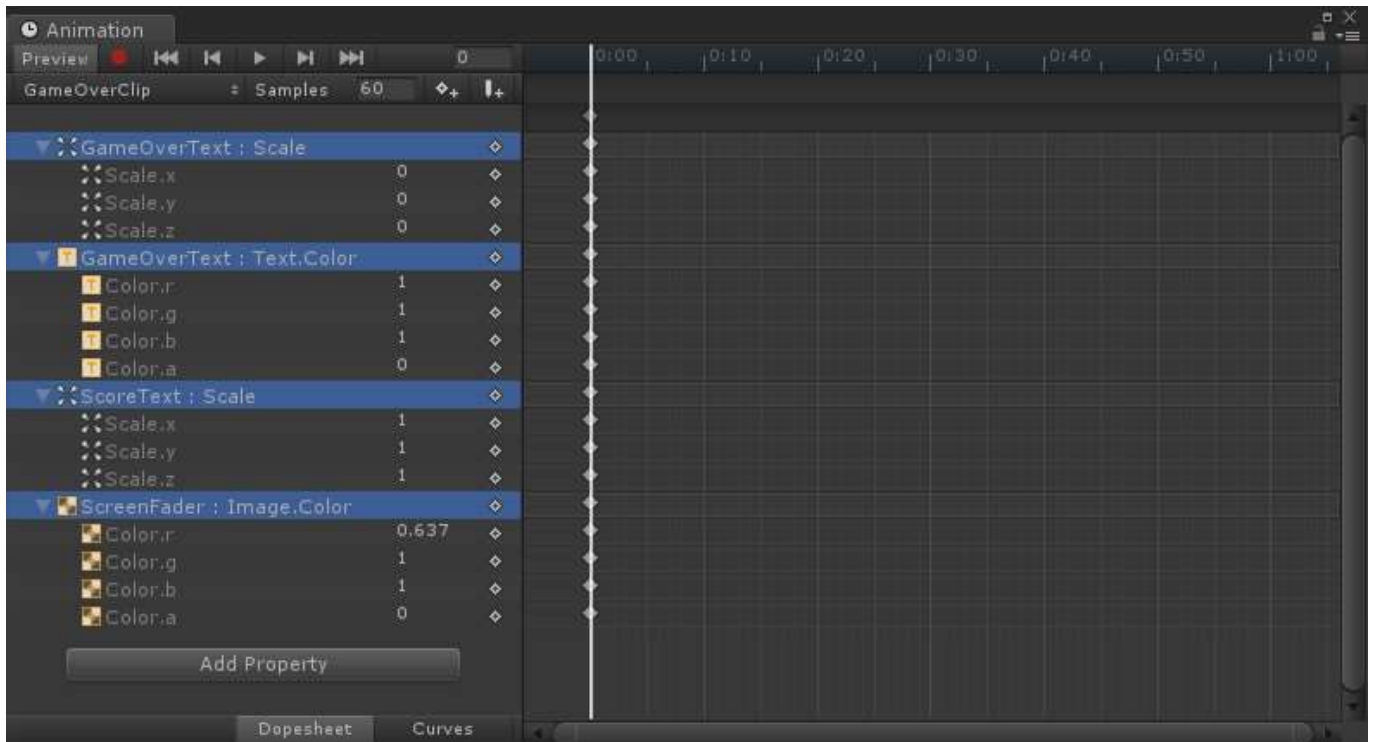 Animation
Preview 0 0:00 0:10 0:20 0:30 0:40 0:50 1:00
GameOverClip Samples 60
GameOverText : Scale
Scale.x 0
Scale.y 0
Scale.z 0
GameOverText : Text.Color
Color.r 1
Color.g 1
Color.b 1
Color.a 0
ScoreText : Scale
Scale.x 1
Scale.y 1
Scale.z 1
ScreenFader : Image.Color
Color.r 0.637
Color.g 1
Color.b 1
Color.a 0
Add Property
Dopesheet Curves